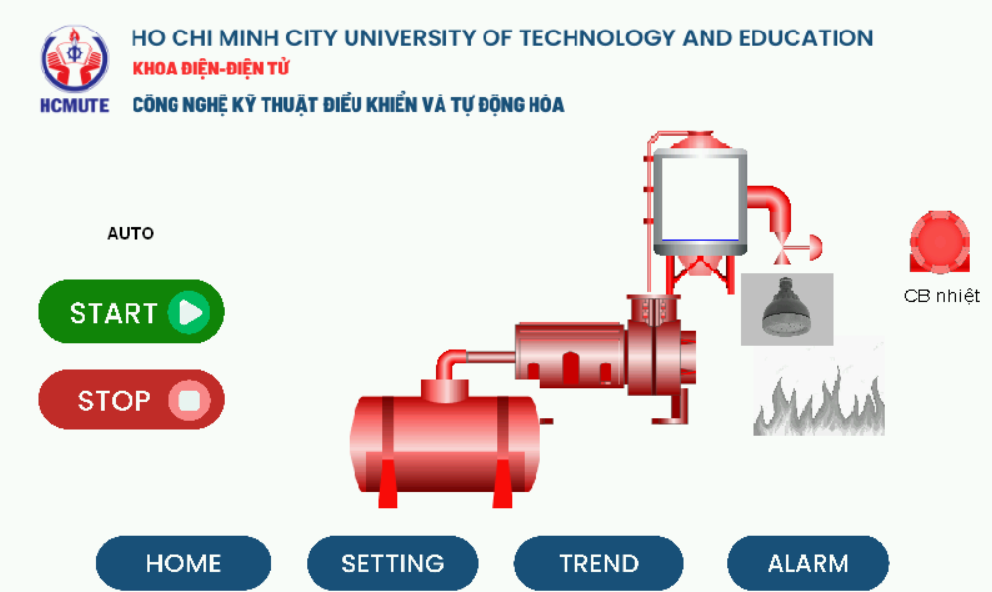 HO CHI MINH CITY UNIVERSITY OF TECHNOLOGY AND EDUCATION
KHOA ĐIỆN-ĐIỆN TỬ
HCMUTE
CÔNG NGHỆ KỸ THUẬT ĐIỀU KHIỂN VÀ TỰ ĐỘNG HÓA
AUTO
START
STOP
CB nhiệt
HOME
SETTING
TREND
ALARM